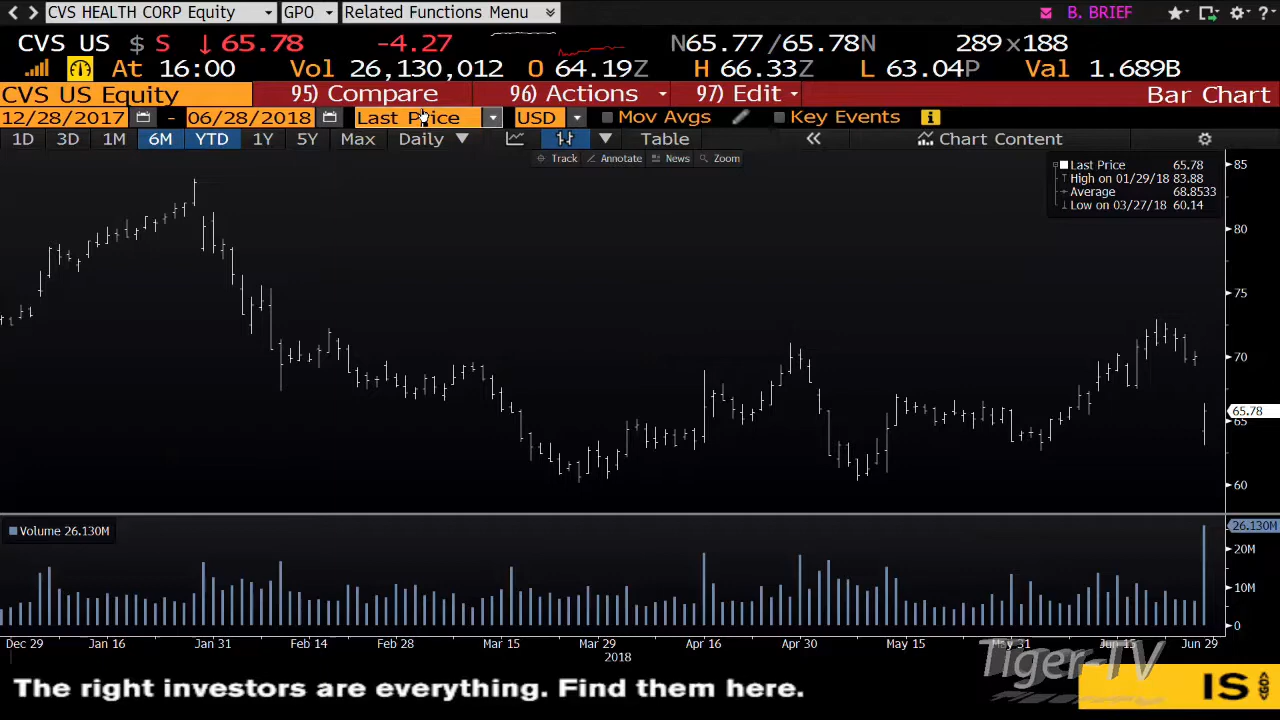 CVS HEALTH CORP Equity GPO Related Functions Menu B. BRIEF ?
CVS US $ S ↓ 65.78 -4.27 N65.77/65.78N 289x188
At 16:00 Vol 26,130,012 O 64.19Z H 66.33Z L 63.04P Val 1.689B
CVS US Equity 95) Compare 96) Actions 97) Edit Bar Chart
12/28/2017 - 06/28/2018 Last Price USD Mov Avgs Key Events
1D 3D 1M 6M YTD 1Y 5Y Max Daily Table « Chart Content
Track Annotate News Zoom
Last Price 65.78
High on 01/29/18 83.88
Average 68.8533
Low on 03/27/18 60.14
85
80
75
70
65.78
65
60
Volume 26.130M
26.130M
20M
10M
0
Dec 29 Jan 16 Jan 31 Feb 14 Feb 28 Mar 15 Mar 29 Apr 16 Apr 30 May 15 May 31 Jun 15 Jun 29
2018
Tiger-TV
The right investors are everything. Find them here. IS